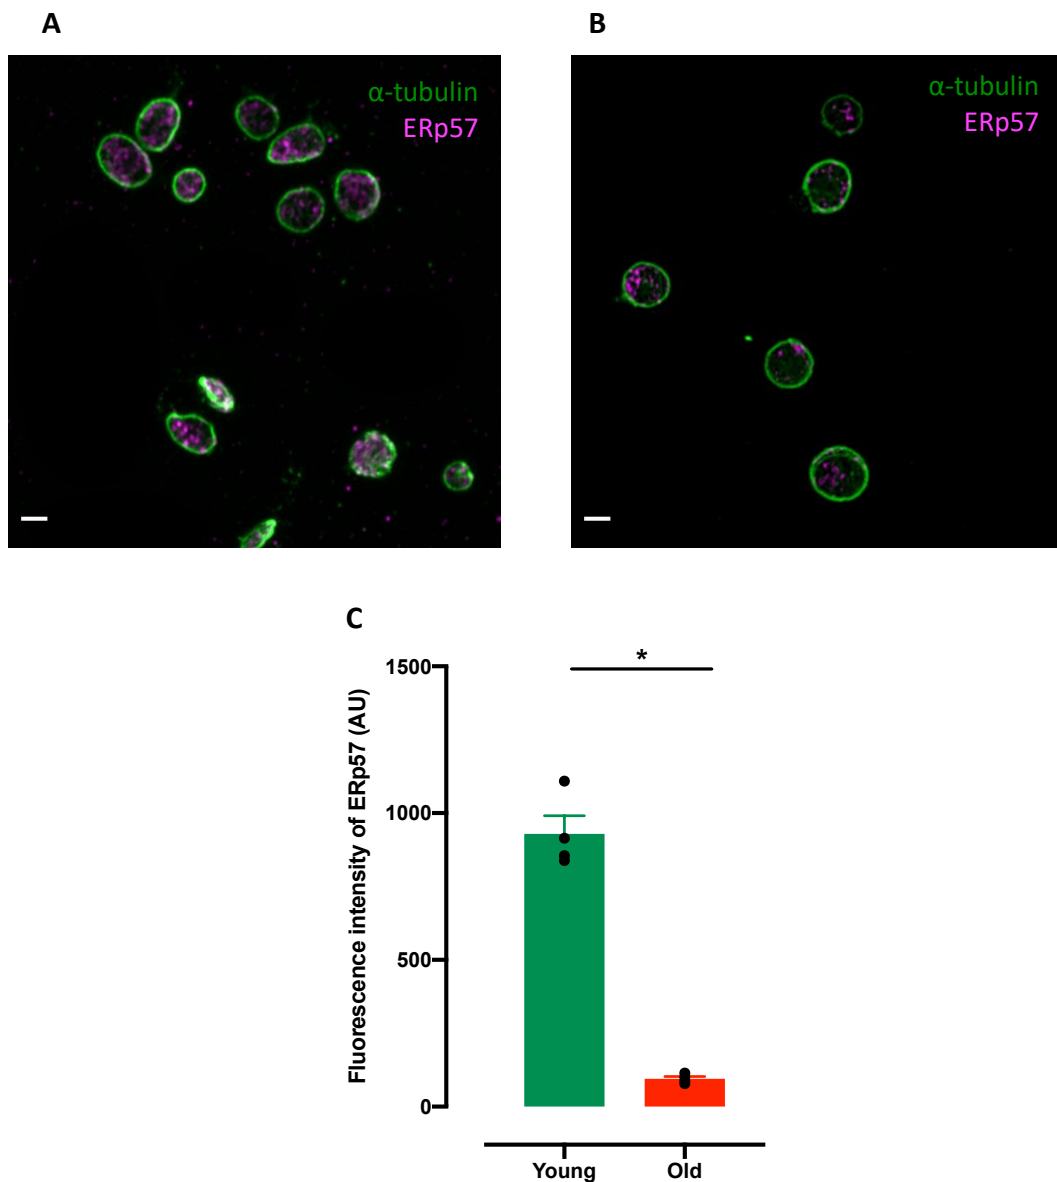 A
B
α-tubulin
ERp57
α-tubulin
ERp57
C
Fluorescence intensity of ERp57 (AU)
1500
1000
500
0
*
Young
Old